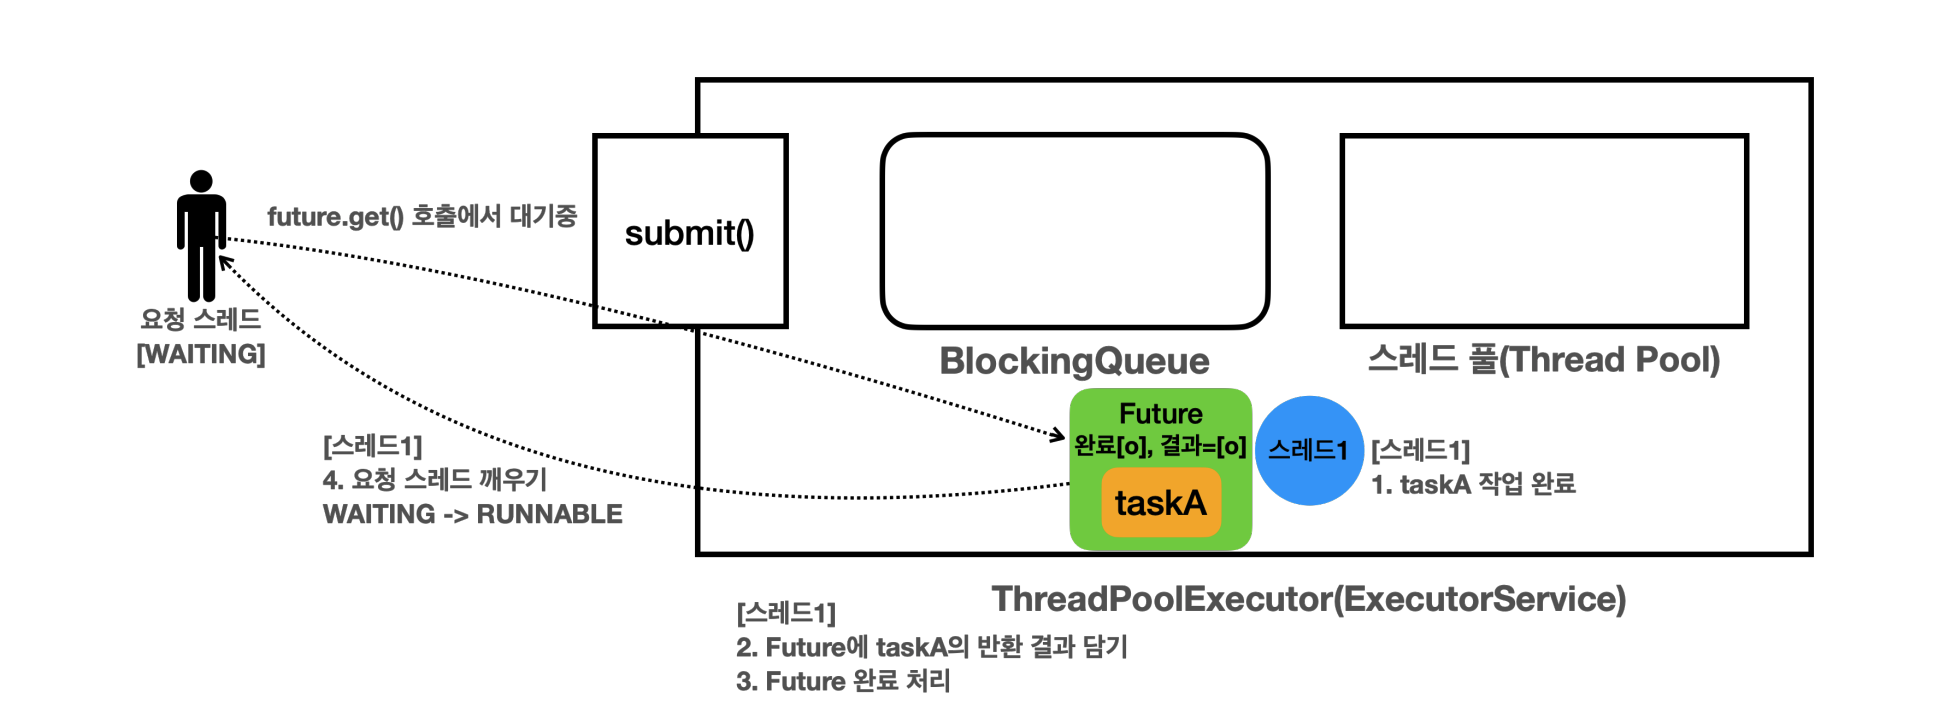 future.get() 호출에서 대기중
submit()
요청 스레드
[WAITING]
BlockingQueue
스레드 풀(Thread Pool)
Future
완료[o], 결과=[o]
taskA
스레드1
[스레드1]
1. taskA 작업 완료
[스레드1]
4. 요청 스레드 깨우기
WAITING -> RUNNABLE
ThreadPoolExecutor(ExecutorService)
[스레드1]
2. Future에 taskA의 반환 결과 담기
3. Future 완료 처리